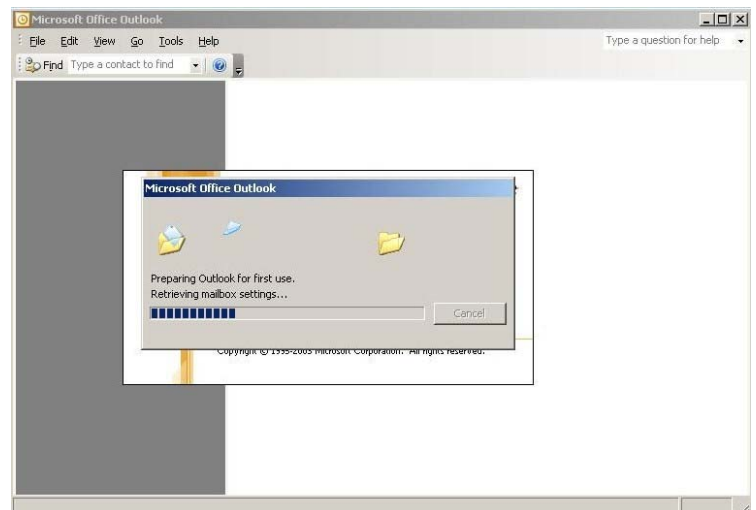 Microsoft Office Outlook
File Edit View Go Tools Help Type a question for help
Find Type a contact to find
Microsoft Office Outlook
Preparing Outlook for first use.
Retrieving mailbox settings...
Cancel
Copyright © 1995-2003 Microsoft Corporation. All rights reserved.